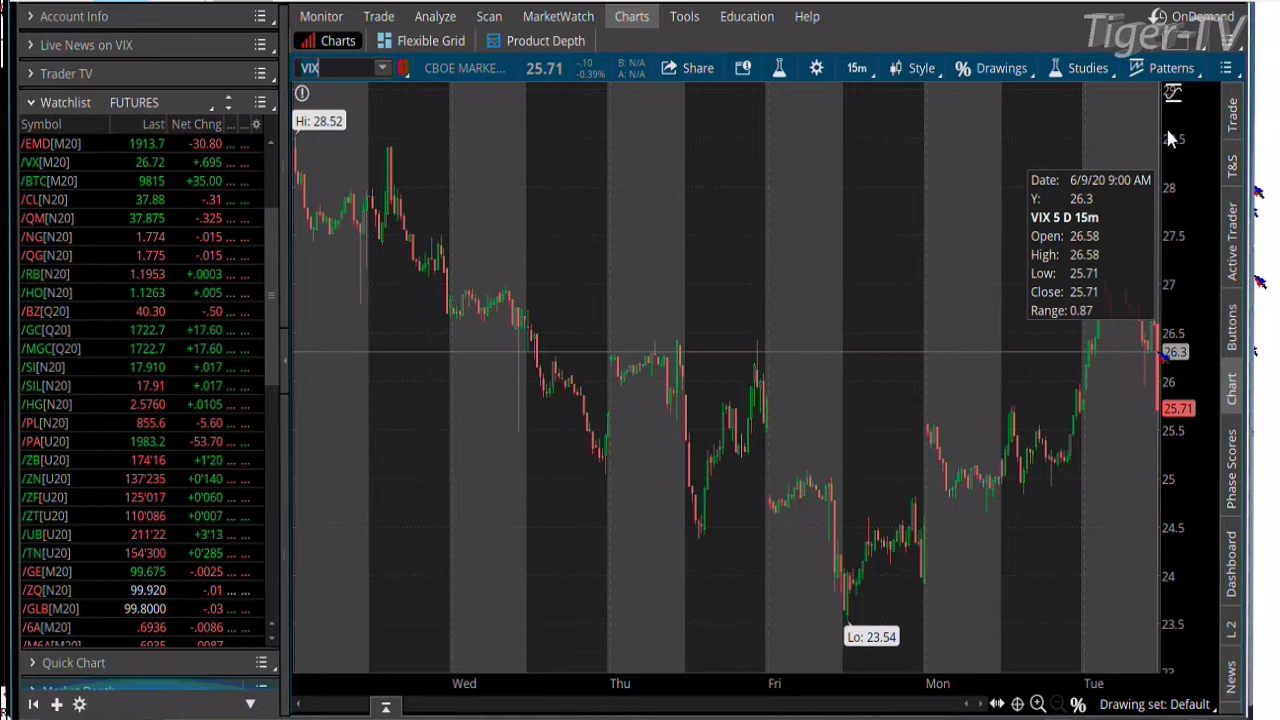 Account Info
Live News on VIX
Trader TV
Watchlist FUTURES
Symbol Last Net Chng ... ...
/EMD[M20] 1913.7 -30.80 ... ...
/VX[M20] 26.72 +.695 ... ...
/BTC[M20] 9815 +35.00 ... ...
/CL[N20] 37.88 -.31 ... ...
/QM[N20] 37.875 -.325 ... ...
/NG[N20] 1.774 -.015 ... ...
/QG[N20] 1.775 -.015 ... ...
/RB[N20] 1.1953 +.0003 ... ...
/HO[N20] 1.1263 +.005 ... ...
/BZ[Q20] 40.30 -.50 ... ...
/GC[Q20] 1722.7 +17.60 ... ...
/MGC[Q20] 1722.7 +17.60 ... ...
/SI[N20] 17.910 +.017 ... ...
/SIL[N20] 17.91 +.017 ... ...
/HG[N20] 2.5760 +.0105 ... ...
/PL[N20] 855.6 -5.60 ... ...
/PA[U20] 1983.2 -53.70 ... ...
/ZB[U20] 174'16 +1'20 ... ...
/ZN[U20] 137'235 +0'140 ... ...
/ZF[U20] 125'017 +0'060 ... ...
/ZT[U20] 110'086 +0'007 ... ...
/UB[U20] 211'22 +3'13 ... ...
/TN[U20] 154'300 +0'285 ... ...
/GE[M20] 99.675 -.0025 ... ...
/ZQ[N20] 99.920 -.01 ... ...
/GLB[M20] 99.8000 -.03 ... ...
/6A[M20] .6936 -.0086 ... ...
/M6A[M20] .6935 -.0087 ... ...
Quick Chart
Market Depth
Monitor Trade Analyze Scan MarketWatch Charts Tools Education Help OnDemand
Tiger-TV
Charts Flexible Grid Product Depth
VIX CBOE MARKE... 25.71 -.10 -0.39% B: N/A A: N/A Share 15m Style Drawings Studies Patterns
Hi: 28.52
Date: 6/9/20 9:00 AM
Y: 26.3
VIX 5 D 15m
Open: 26.58
High: 26.58
Low: 25.71
Close: 25.71
Range: 0.87
Lo: 23.54
28
27.5
27
26.5
26.3
26
25.71
25.5
25
24.5
24
23.5
Wed Thu Fri Mon Tue
Drawing set: Default
Trade
T&S
Active Trader
Buttons
Chart
Phase Scores
Dashboard
L 2
News